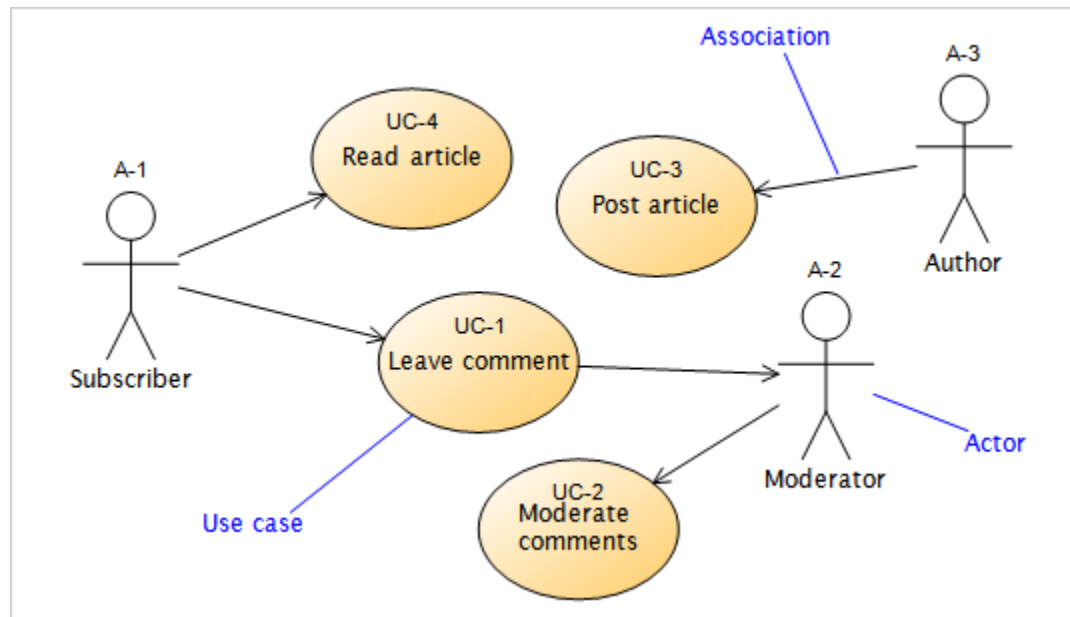 Association
A-3
UC-4
Read article
A-1
UC-3
Post article
Author
A-2
UC-1
Leave comment
Subscriber
Actor
Moderator
UC-2
Moderate
comments
Use case